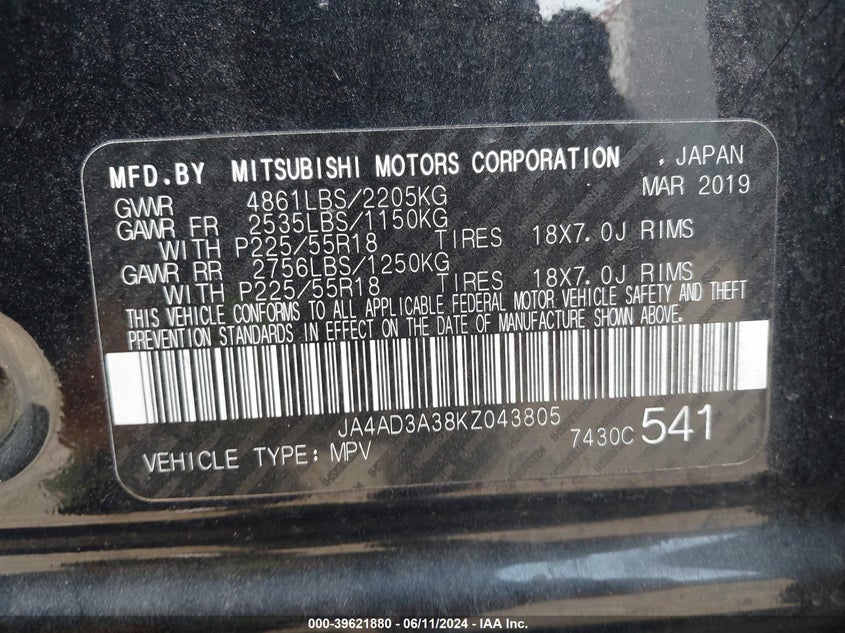 MFD.BY MITSUBISHI MOTORS CORPORATION , JAPAN
GVWR 4861LBS/2205KG MAR 2019
GAWR FR 2535LBS/1150KG
WITH P225/55R18 TIRES 18X7.0J RIMS
GAWR RR 2756LBS/1250KG
WITH P225/55R18 TIRES 18X7.0J RIMS
THIS VEHICLE CONFORMS TO ALL APPLICABLE FEDERAL MOTOR VEHICLE SAFETY AND THEFT
PREVENTION STANDARDS IN EFFECT ON THE DATE OF MANUFACTURE SHOWN ABOVE.
JA4AD3A38KZ043805
7430C 541
VEHICLE TYPE: MPV
000-39621880 - 06/11/2024 - IAA Inc.